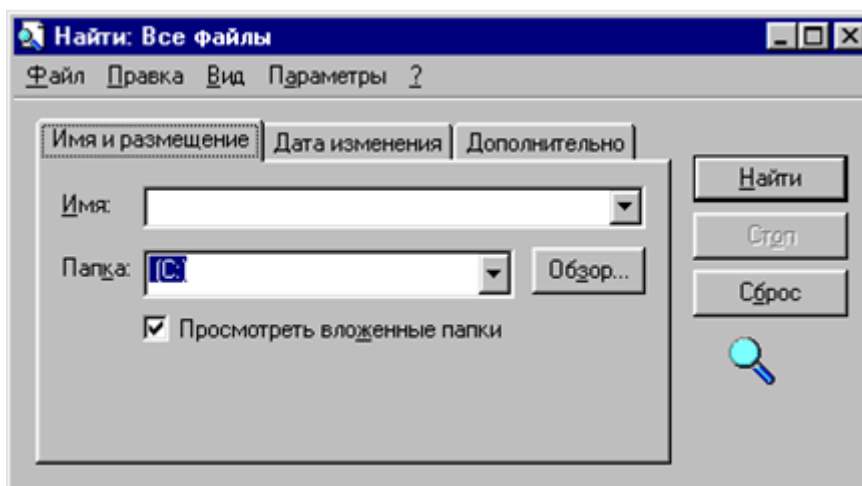 Найти: Все файлы
Файл Правка Вид Параметры ?
Имя и размещение Дата изменения Дополнительно
Имя:
Папка: (C:)
Обзор...
Просмотреть вложенные папки
Найти
Стоп
Сброс